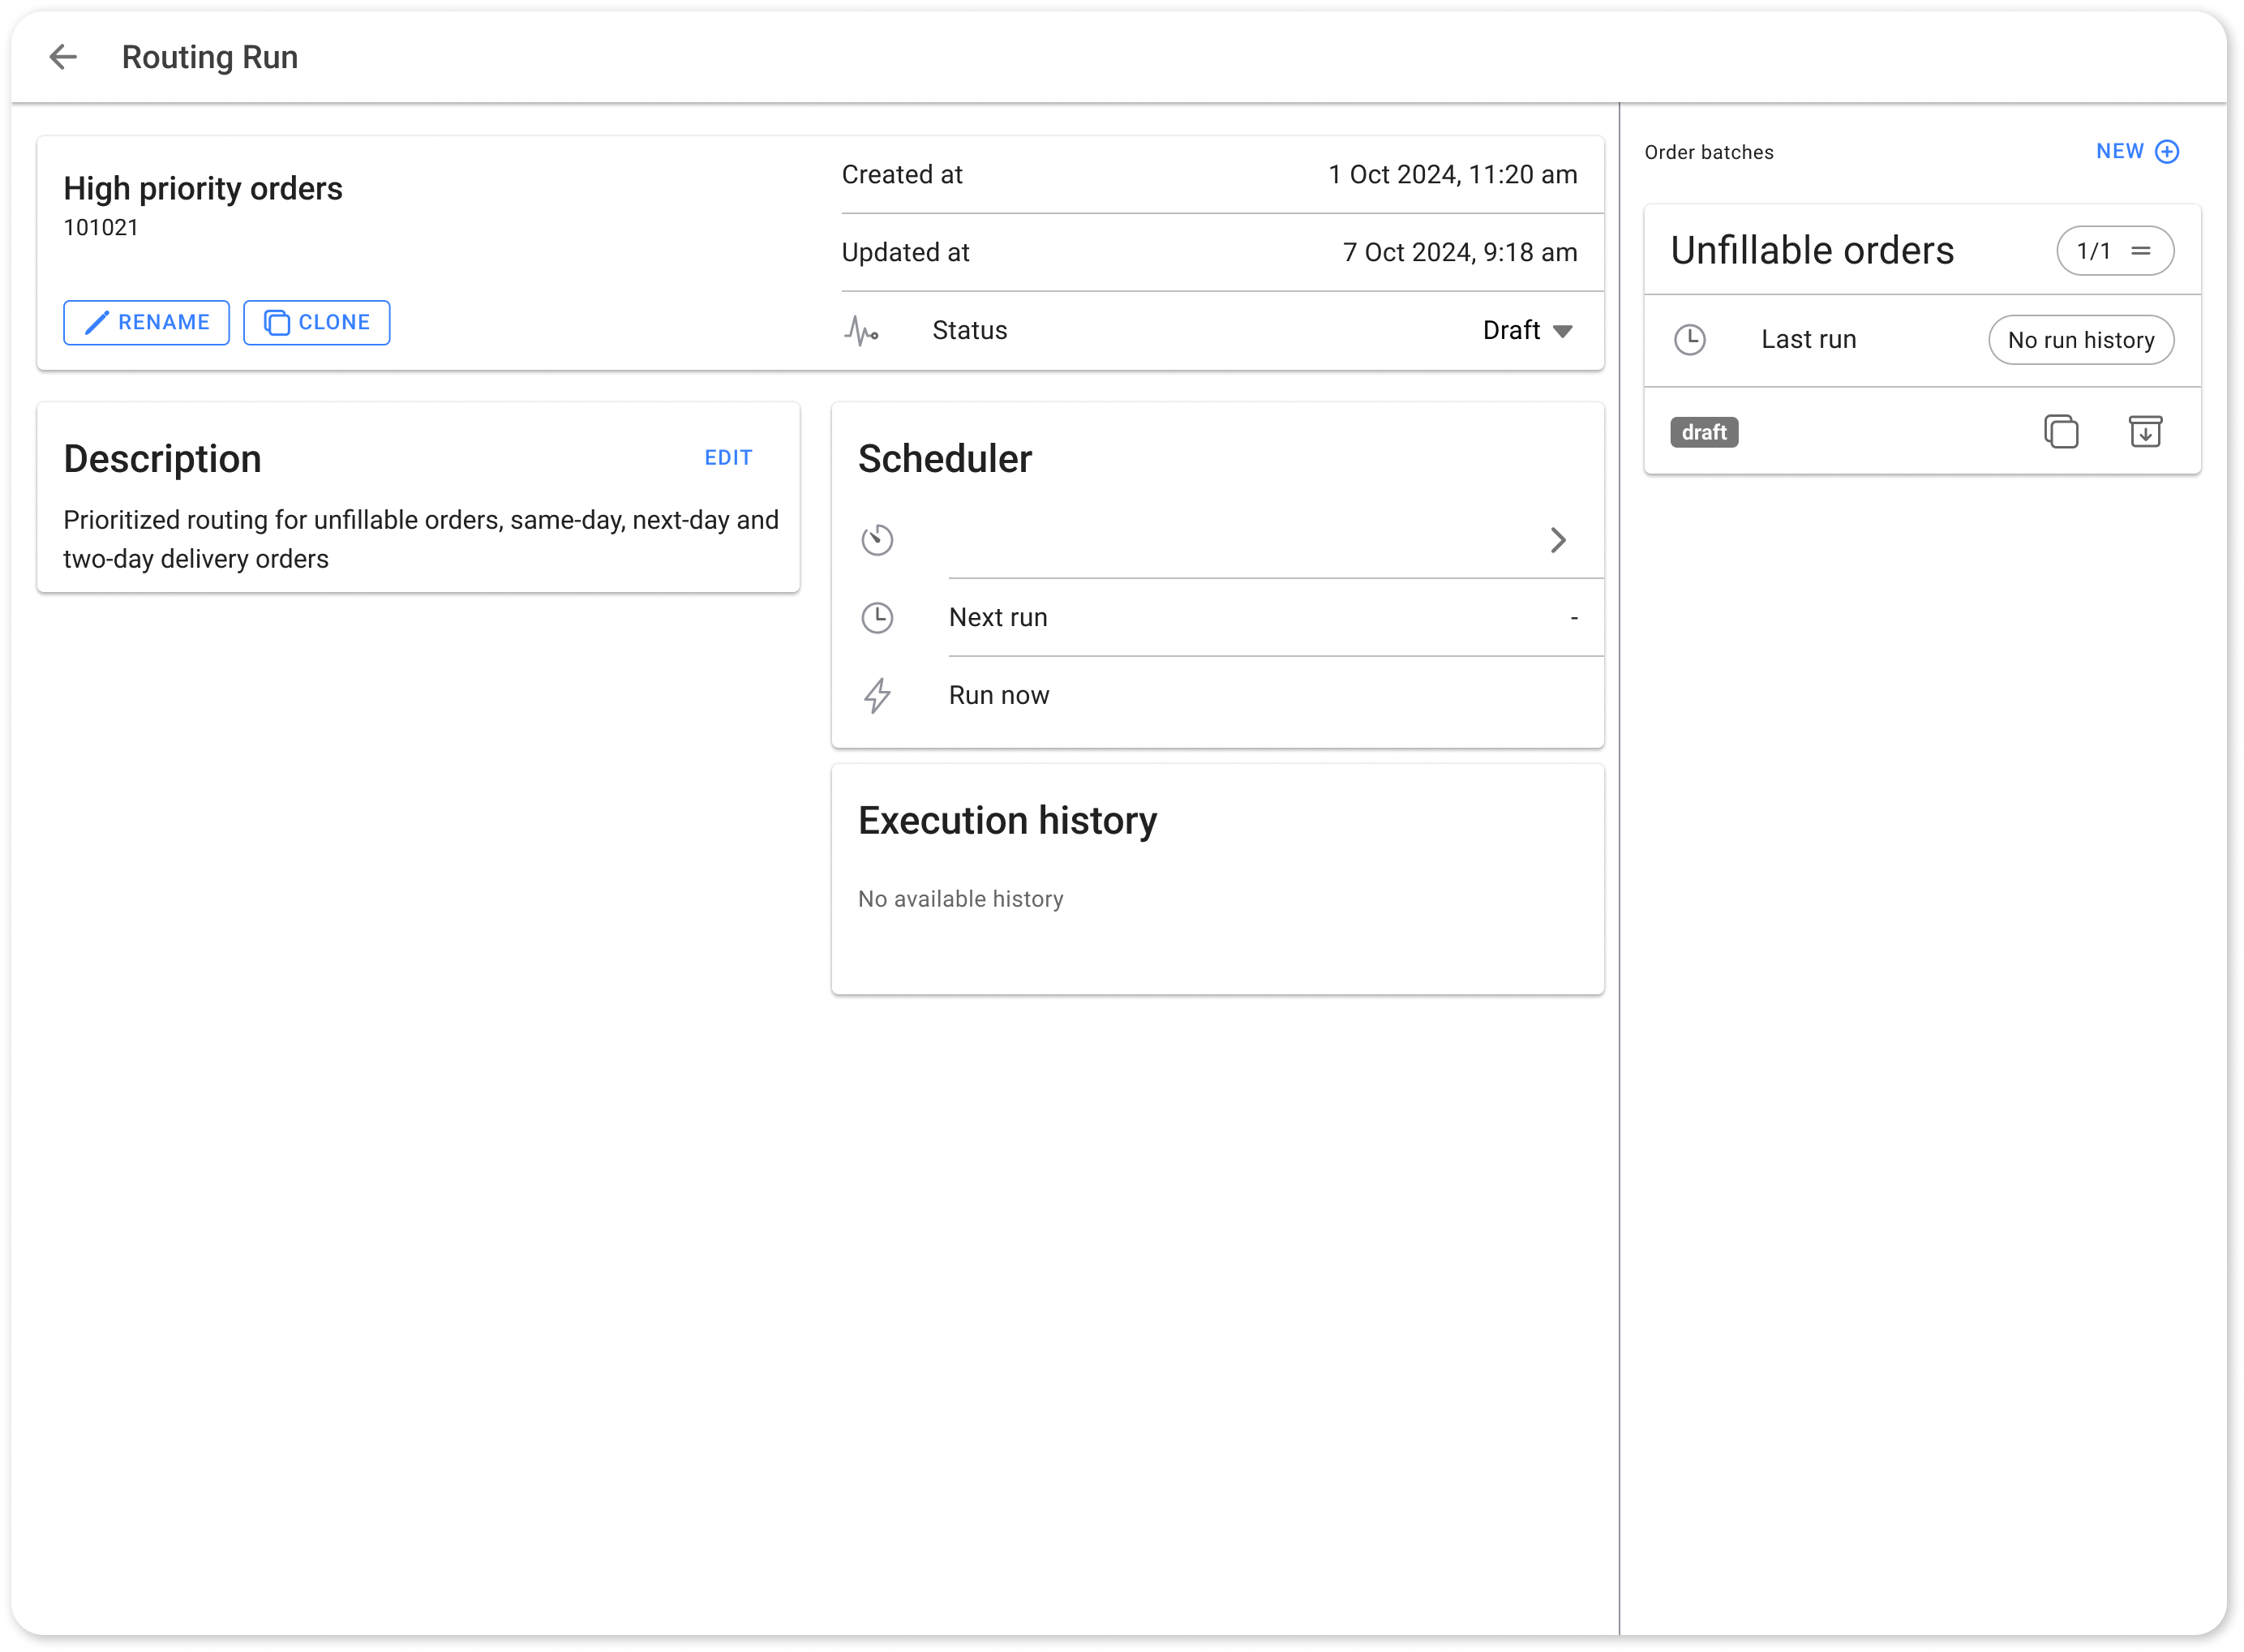 Routing Run
High priority orders
101021
RENAME
CLONE
Created at
1 Oct 2024, 11:20 am
Updated at
7 Oct 2024, 9:18 am
Status
Draft
Description
EDIT
Prioritized routing for unfillable orders, same-day, next-day and
two-day delivery orders
Scheduler
Next run
-
Run now
Execution history
No available history
Order batches
NEW
Unfillable orders
1/1
Last run
No run history
draft